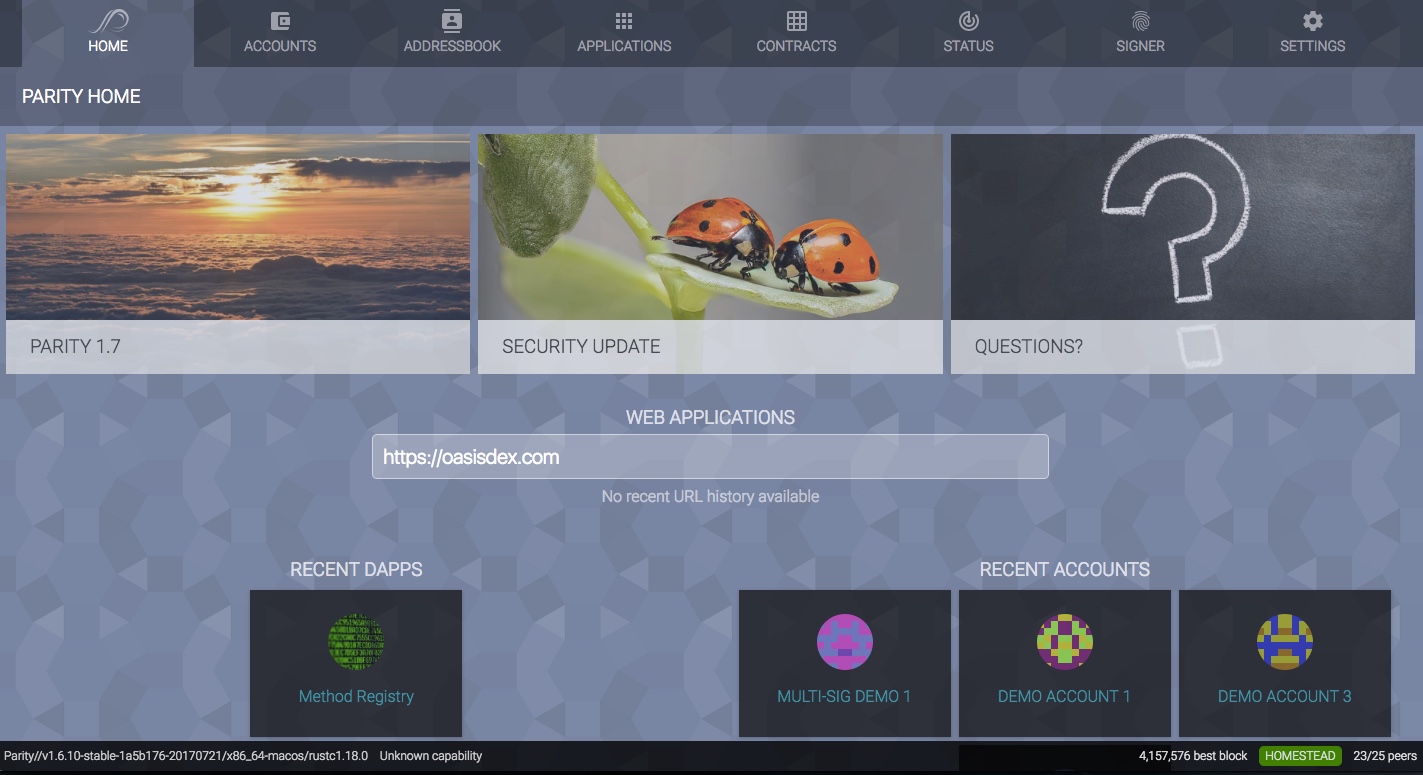 HOME
ACCOUNTS
ADDRESSBOOK
APPLICATIONS
CONTRACTS
STATUS
SIGNER
SETTINGS
PARITY HOME
PARITY 1.7
SECURITY UPDATE
QUESTIONS?
WEB APPLICATIONS
https://oasisdex.com
No recent URL history available
RECENT DAPPS
RECENT ACCOUNTS
Method Registry
MULTI-SIG DEMO 1
DEMO ACCOUNT 1
DEMO ACCOUNT 3
Parity//v1.6.10-stable-1a5b176-20170721/x86_64-macos/rustc1.18.0
Unknown capability
4,157,576 best block
HOMESTEAD
23/25 peers